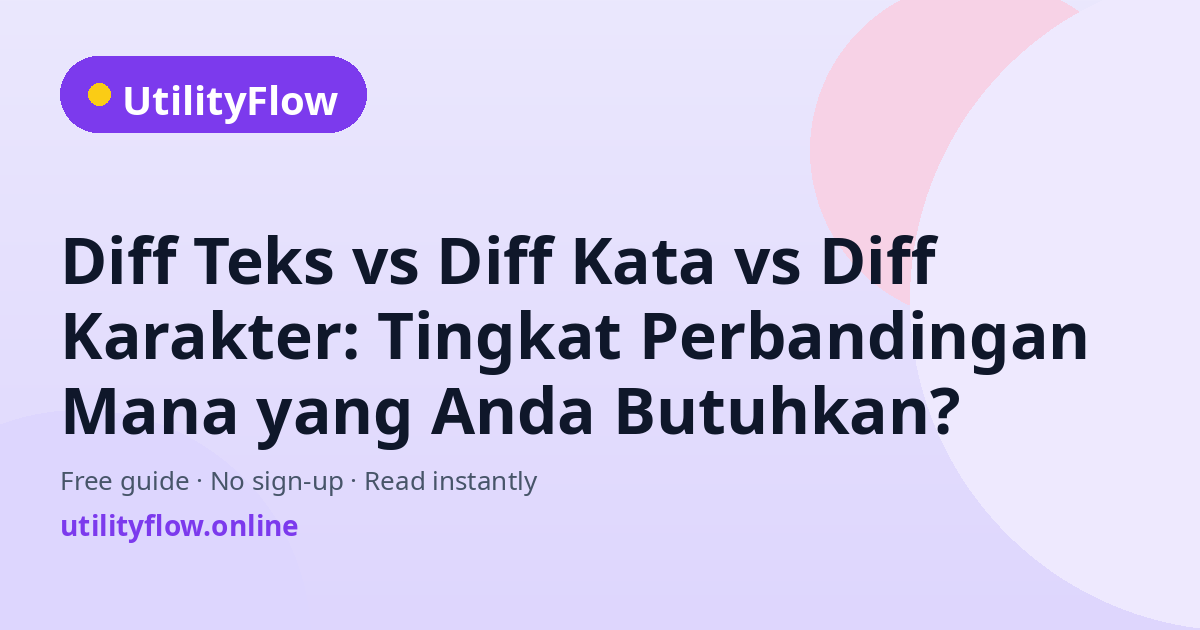 UtilityFlow
Diff Teks vs Diff Kata vs Diff
Karakter: Tingkat Perbandingan
Mana yang Anda Butuhkan?
Free guide · No sign-up · Read instantly
utilityflow.online